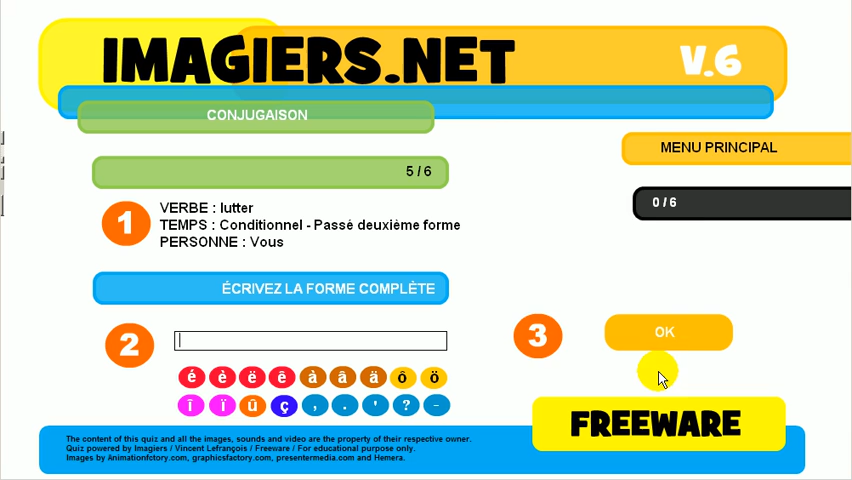 IMAGIERS.NET
V.6
CONJUGAISON
MENU PRINCIPAL
5 / 6
0 / 6
1
VERBE : lutter
TEMPS : Conditionnel - Passé deuxième forme
PERSONNE : Vous
ÉCRIVEZ LA FORME COMPLÈTE
2
3
OK
é è ë ê à â ä ô ö
î ï û ç , . ' ? -
FREEWARE
The content of this quiz and all the images, sounds and video are the property of their respective owner.
Quiz powered by Imagiers / Vincent Lefrançois / Freeware / For educational purpose only.
Images by Animationfctory.com, graphicsfactory.com, presentermedia.com and Hemera.